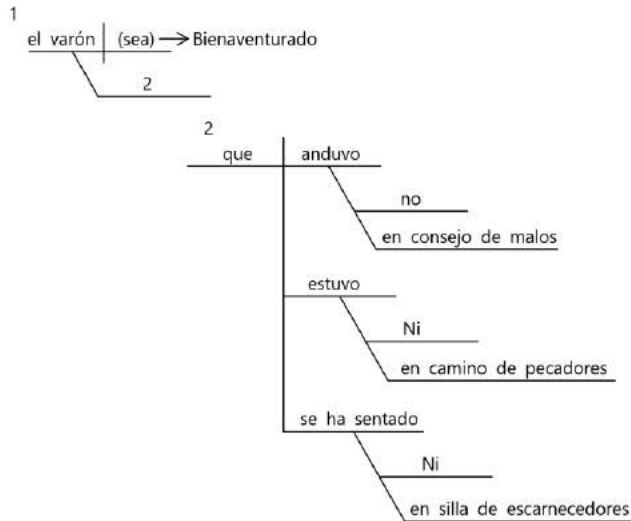 1
el varón (sea) Bienaventurado
2
2
que anduvo
no
en consejo de malos
estuvo
Ni
en camino de pecadores
se ha sentado
Ni
en silla de escarnecedores